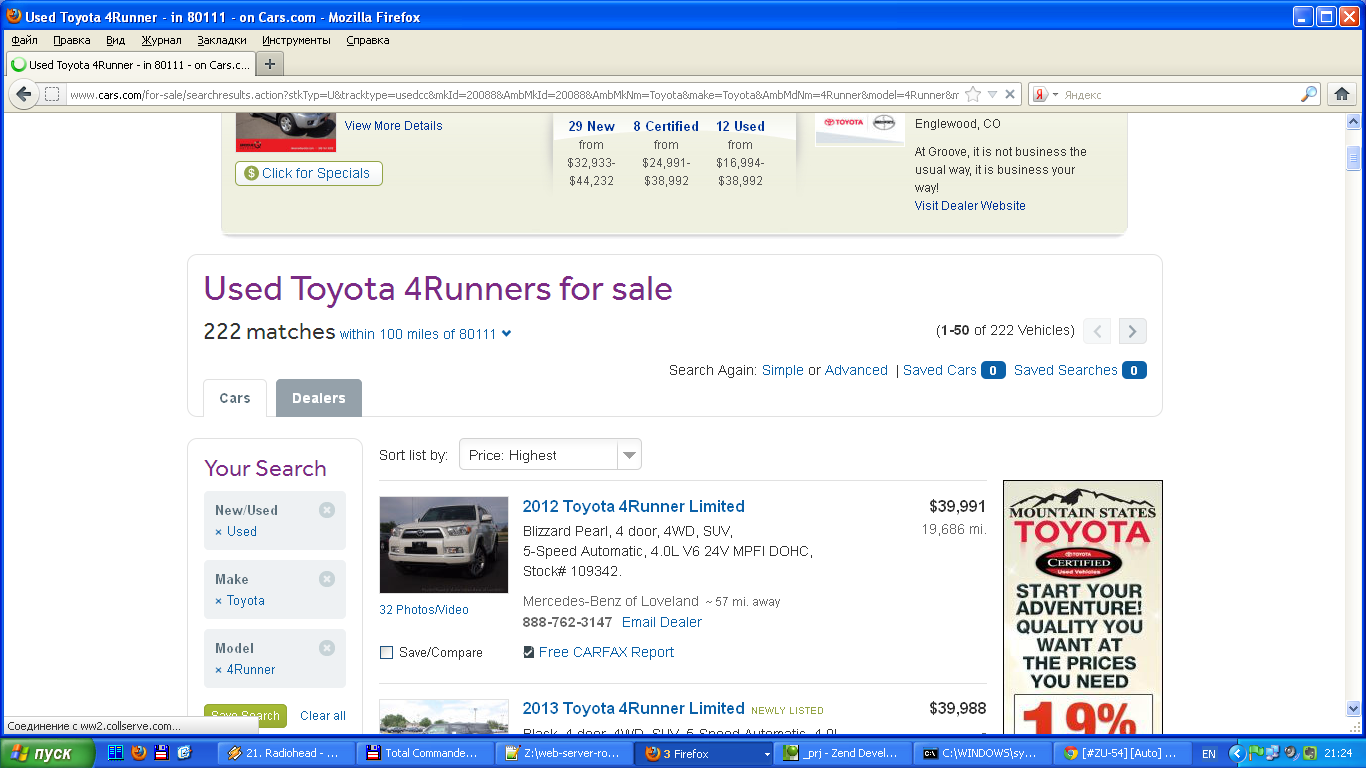 Used Toyota 4Runner - in 80111 - on Cars.com - Mozilla Firefox
Файл Правка Вид Журнал Закладки Инструменты Справка
Used Toyota 4Runner - in 80111 - on Cars.c...
www.cars.com/for-sale/searchresults.action?stkTyp=U&tracktype=usedcc&mkId=20088&AmbMkId=20088&AmbMkNm=Toyota&make=Toyota&AmbMdNm=4Runner&model=4Runner&m
Яндекс
View More Details
Click for Specials
29 New 8 Certified 12 Used
from from from
$32,933- $24,991- $16,994-
$44,232 $38,992 $38,992
TOYOTA
Englewood, CO
At Groove, it is not business the
usual way, it is business your
way!
Visit Dealer Website
Used Toyota 4Runners for sale
222 matches within 100 miles of 80111
(1-50 of 222 Vehicles)
Search Again: Simple or Advanced | Saved Cars 0 Saved Searches 0
Cars Dealers
Your Search
New/Used
× Used
Make
× Toyota
Model
× 4Runner
Save Search Clear all
Sort list by: Price: Highest
2012 Toyota 4Runner Limited $39,991
19,686 mi.
Blizzard Pearl, 4 door, 4WD, SUV,
5-Speed Automatic, 4.0L V6 24V MPFI DOHC,
Stock# 109342.
32 Photos/Video
Mercedes-Benz of Loveland ~ 57 mi. away
888-762-3147 Email Dealer
Save/Compare
Free CARFAX Report
2013 Toyota 4Runner Limited NEWLY LISTED $39,988
Black, 4 door, 4WD, SUV, 5-Speed Automatic, 4.0L
MOUNTAIN STATES
TOYOTA
TOYOTA
CERTIFIED
Used Vehicles
START YOUR
ADVENTURE!
QUALITY YOU
WANT AT
THE PRICES
YOU NEED
1.9%
Соединение с ww2.collserve.com...
пуск
21. Radiohead - ...
Total Commande...
Z:\web-server-ro...
3 Firefox
_prj - Zend Devel...
C:\WINDOWS\sy...
[#ZU-54] [Auto] ...
EN
21:24